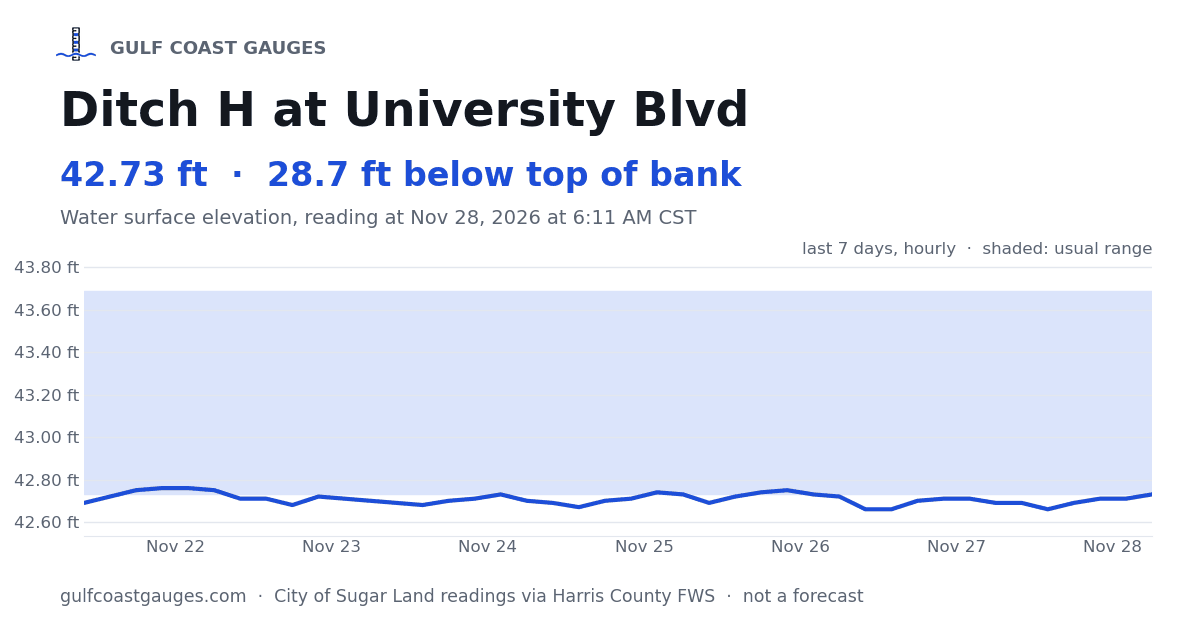 GULF COAST GAUGES
Ditch H at University Blvd
42.73 ft · 28.7 ft below top of bank
Water surface elevation, reading at Nov 28, 2026 at 6:11 AM CST
last 7 days, hourly · shaded: usual range
43.80 ft
43.60 ft
43.40 ft
43.20 ft
43.00 ft
42.80 ft
42.60 ft
Nov 22 Nov 23 Nov 24 Nov 25 Nov 26 Nov 27 Nov 28
gulfcoastgauges.com · City of Sugar Land readings via Harris County FWS · not a forecast